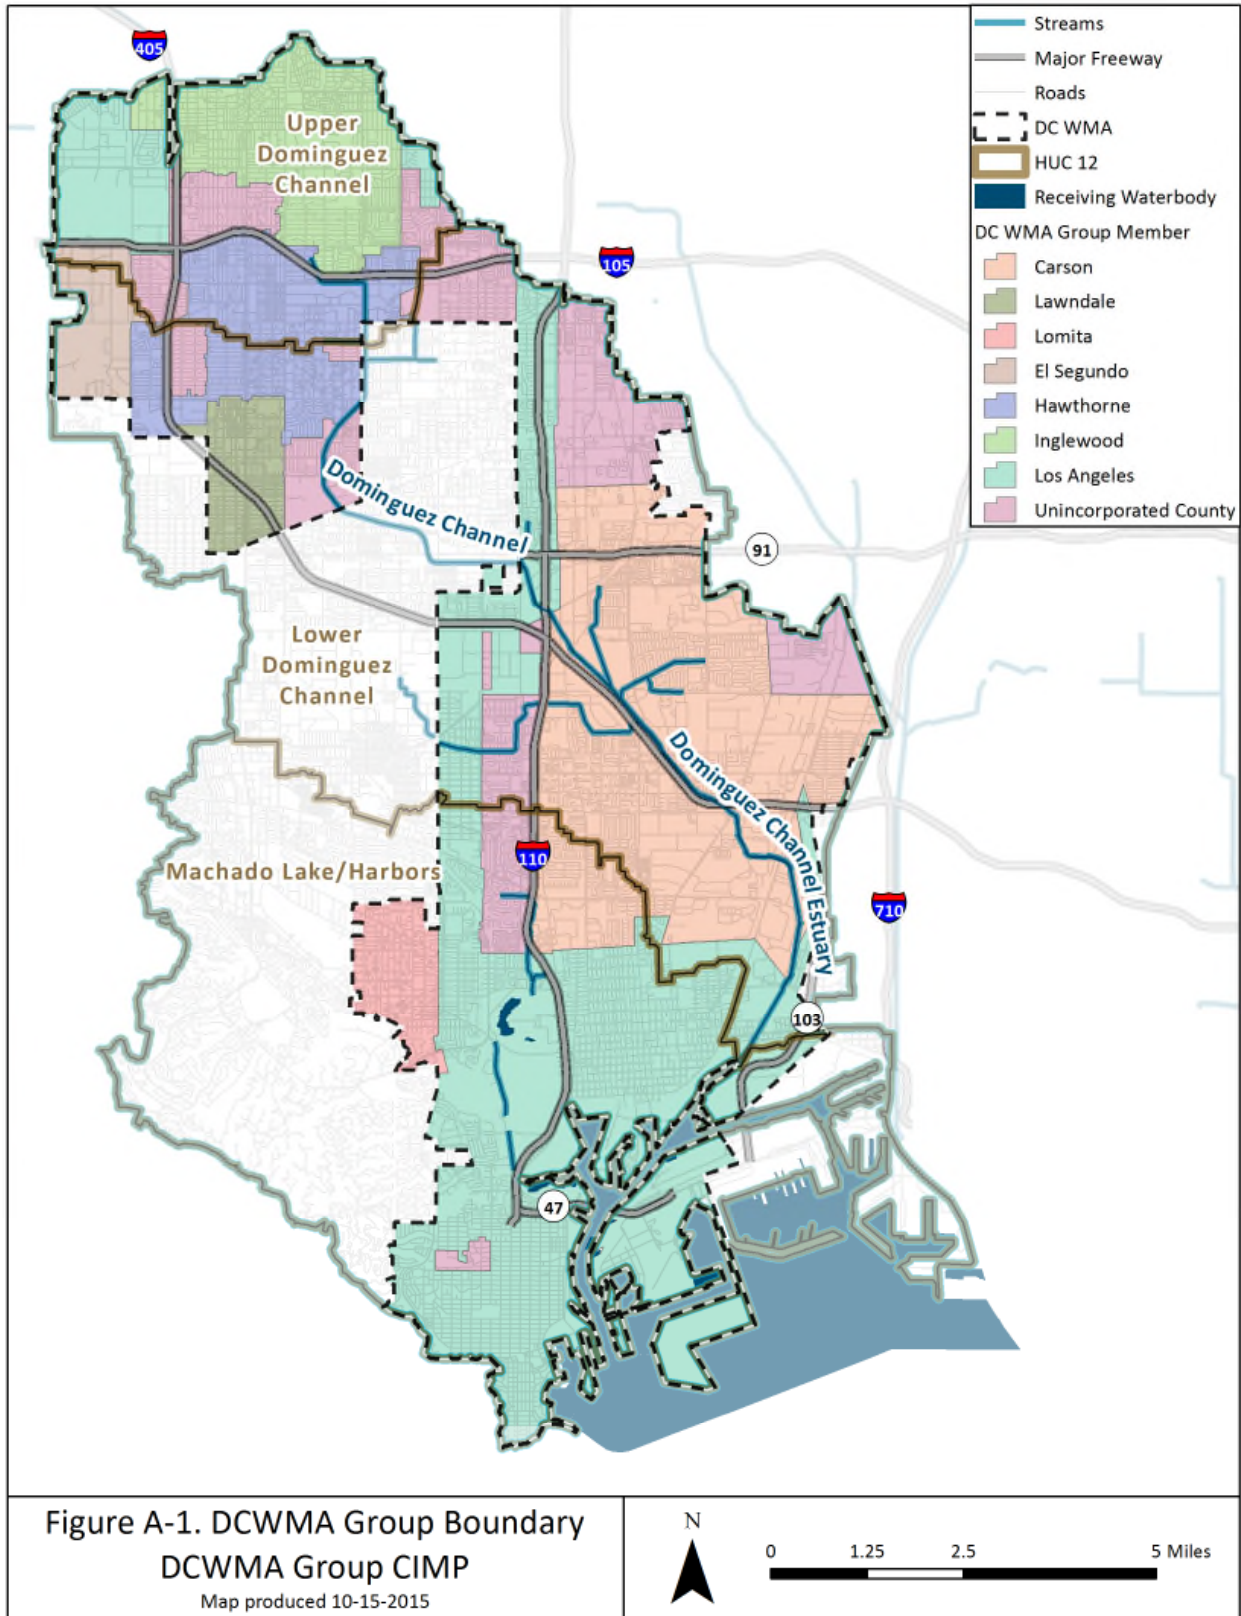 405
Upper
Dominguez
Channel
105
Streams
Major Freeway
Roads
DC WMA
HUC 12
Receiving Waterbody
DC WMA Group Member
Carson
Lawndale
Lomita
El Segundo
Hawthorne
Inglewood
Los Angeles
Unincorporated County
Dominguez Channel
91
Lower
Dominguez
Channel
Dominguez Channel Estuary
110
Machado Lake/Harbors
710
103
47
Figure A-1. DCWMA Group Boundary
DCWMA Group CIMP
Map produced 10-15-2015
N
0 1.25 2.5 5 Miles